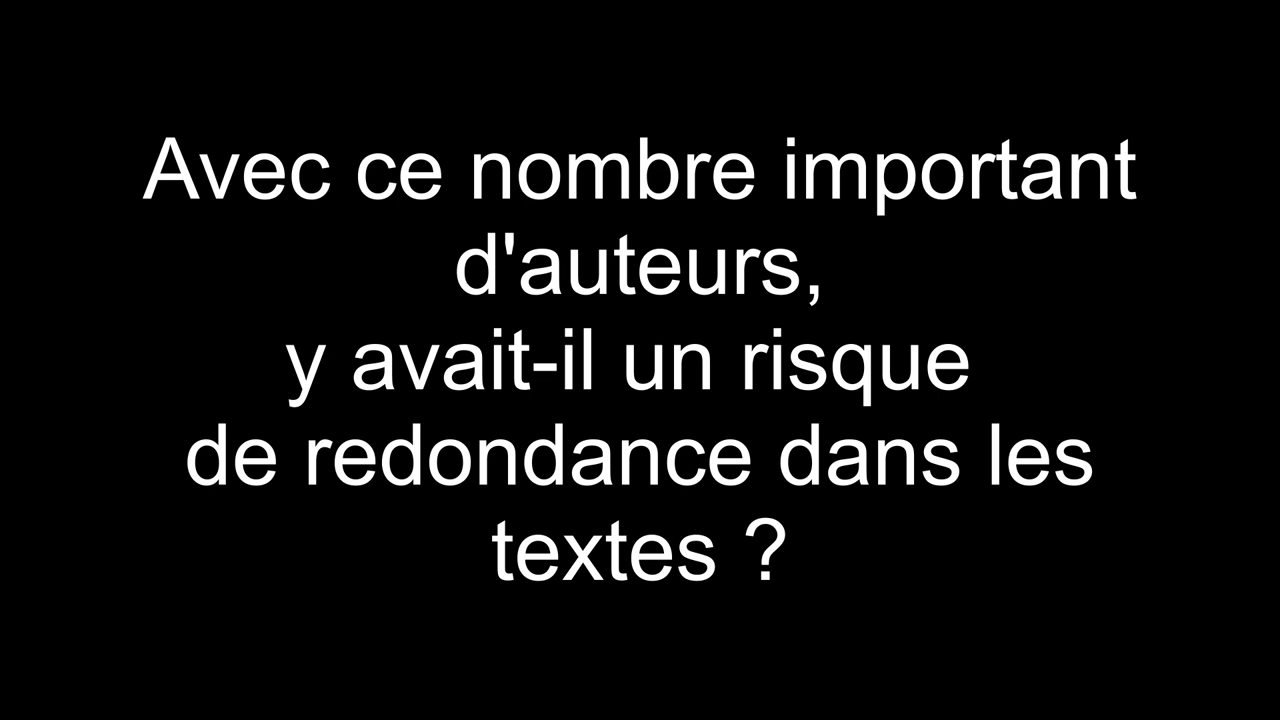 Avec ce nombre important
d'auteurs,
y avait-il un risque
de redondance dans les
textes ?